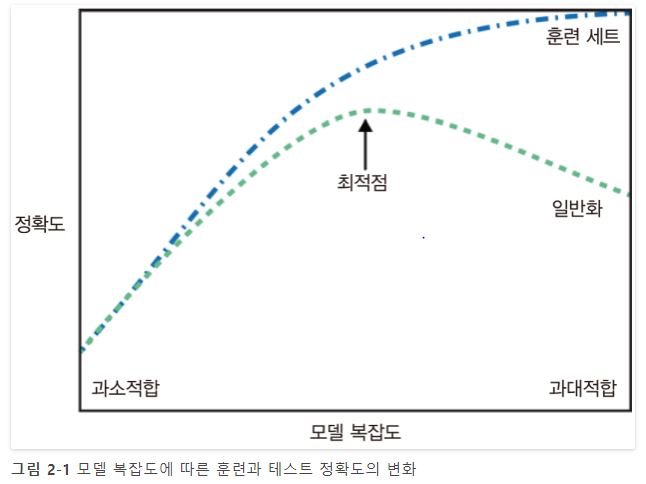 훈련 세트
최적점
정확도
일반화
과소적합
과대적합
모델 복잡도
그림 2-1 모델 복잡도에 따른 훈련과 테스트 정확도의 변화